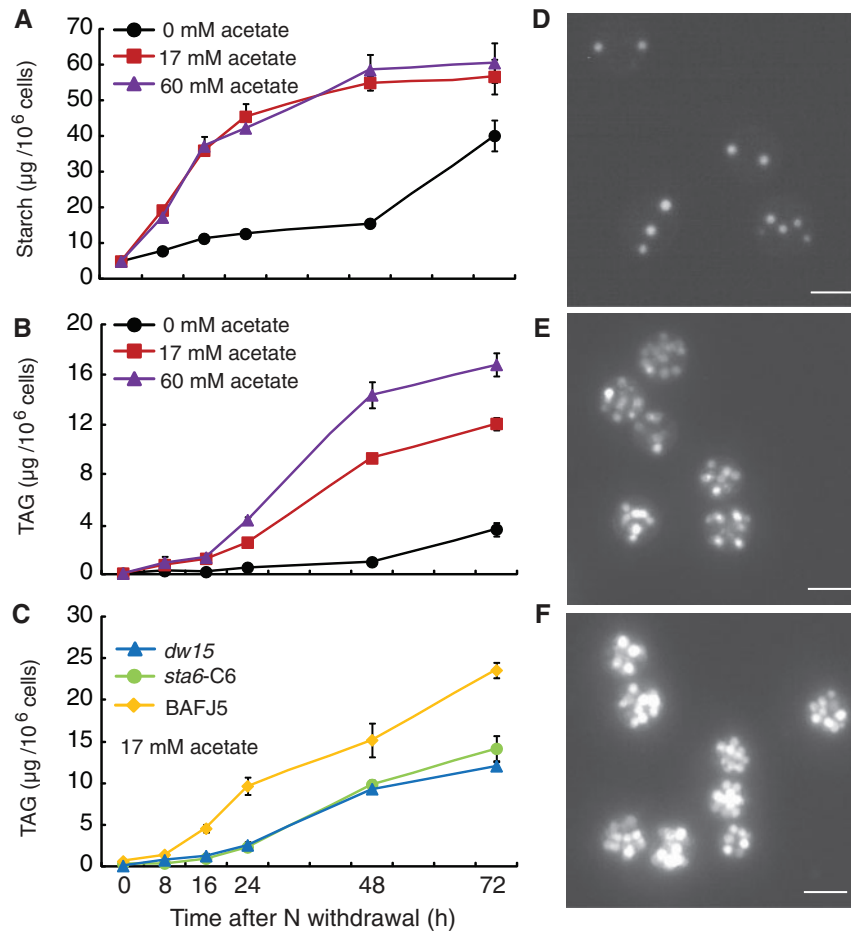 A
0 mM acetate
17 mM acetate
60 mM acetate
Starch (µg /10⁶ cells)
70
60
50
40
30
20
10
0
B
0 mM acetate
17 mM acetate
60 mM acetate
TAG (µg /10⁶ cells)
20
16
12
8
4
0
C
dw15
sta6-C6
BAFJ5
17 mM acetate
TAG (µg /10⁶ cells)
30
25
20
15
10
5
0
0 8 16 24 48 72
Time after N withdrawal (h)
D
E
F